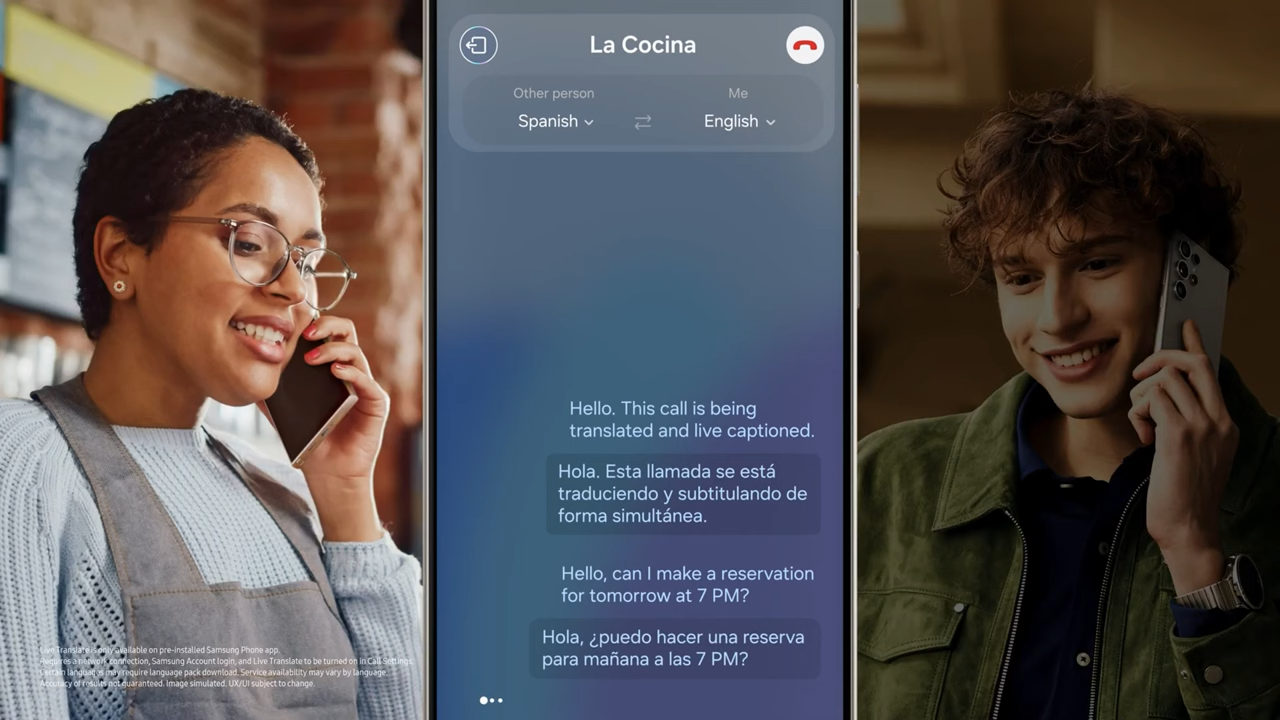 La Cocina
Other person
Me
Spanish
English
Hello. This call is being
translated and live captioned.
Hola. Esta llamada se está
traduciendo y subtitulando de
forma simultánea.
Hello, can I make a reservation
for tomorrow at 7 PM?
Hola, ¿puedo hacer una reserva
para mañana a las 7 PM?
Live Translate is only available on pre-installed Samsung Phone app.
Requires a network connection, Samsung Account login, and Live Translate to be turned on in Call Settings.
Certain languages may require language pack download. Service availability may vary by language.
Accuracy of results not guaranteed. Image simulated. UX/UI subject to change.